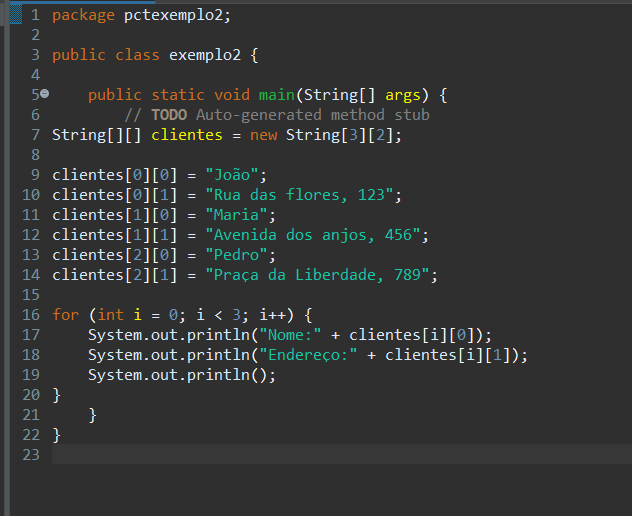 1 package pctexemplo2;
2
3 public class exemplo2 {
4
5     public static void main(String[] args) {
6         // TODO Auto-generated method stub
7 String[][] clientes = new String[3][2];
8
9 clientes[0][0] = "João";
10 clientes[0][1] = "Rua das flores, 123";
11 clientes[1][0] = "Maria";
12 clientes[1][1] = "Avenida dos anjos, 456";
13 clientes[2][0] = "Pedro";
14 clientes[2][1] = "Praça da Liberdade, 789";
15
16 for (int i = 0; i < 3; i++) {
17     System.out.println("Nome:" + clientes[i][0]);
18     System.out.println("Endereço:" + clientes[i][1]);
19     System.out.println();
20 }
21     }
22 }
23